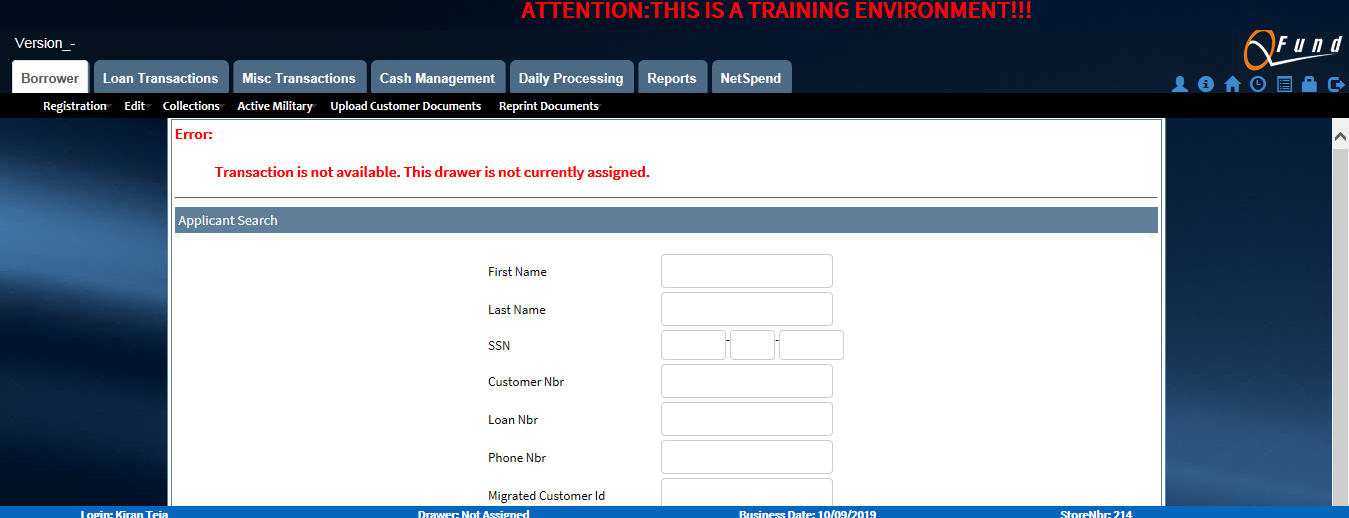 ATTENTION:THIS IS A TRAINING ENVIRONMENT!!!
Version_-
QFund
Borrower Loan Transactions Misc Transactions Cash Management Daily Processing Reports NetSpend
Registration Edit Collections Active Military Upload Customer Documents Reprint Documents
Error:
Transaction is not available. This drawer is not currently assigned.
Applicant Search
First Name
Last Name
SSN - -
Customer Nbr
Loan Nbr
Phone Nbr
Migrated Customer Id
Login: Kiran Teja Drawer: Not Assigned Business Date: 10/09/2019 StoreNbr: 214